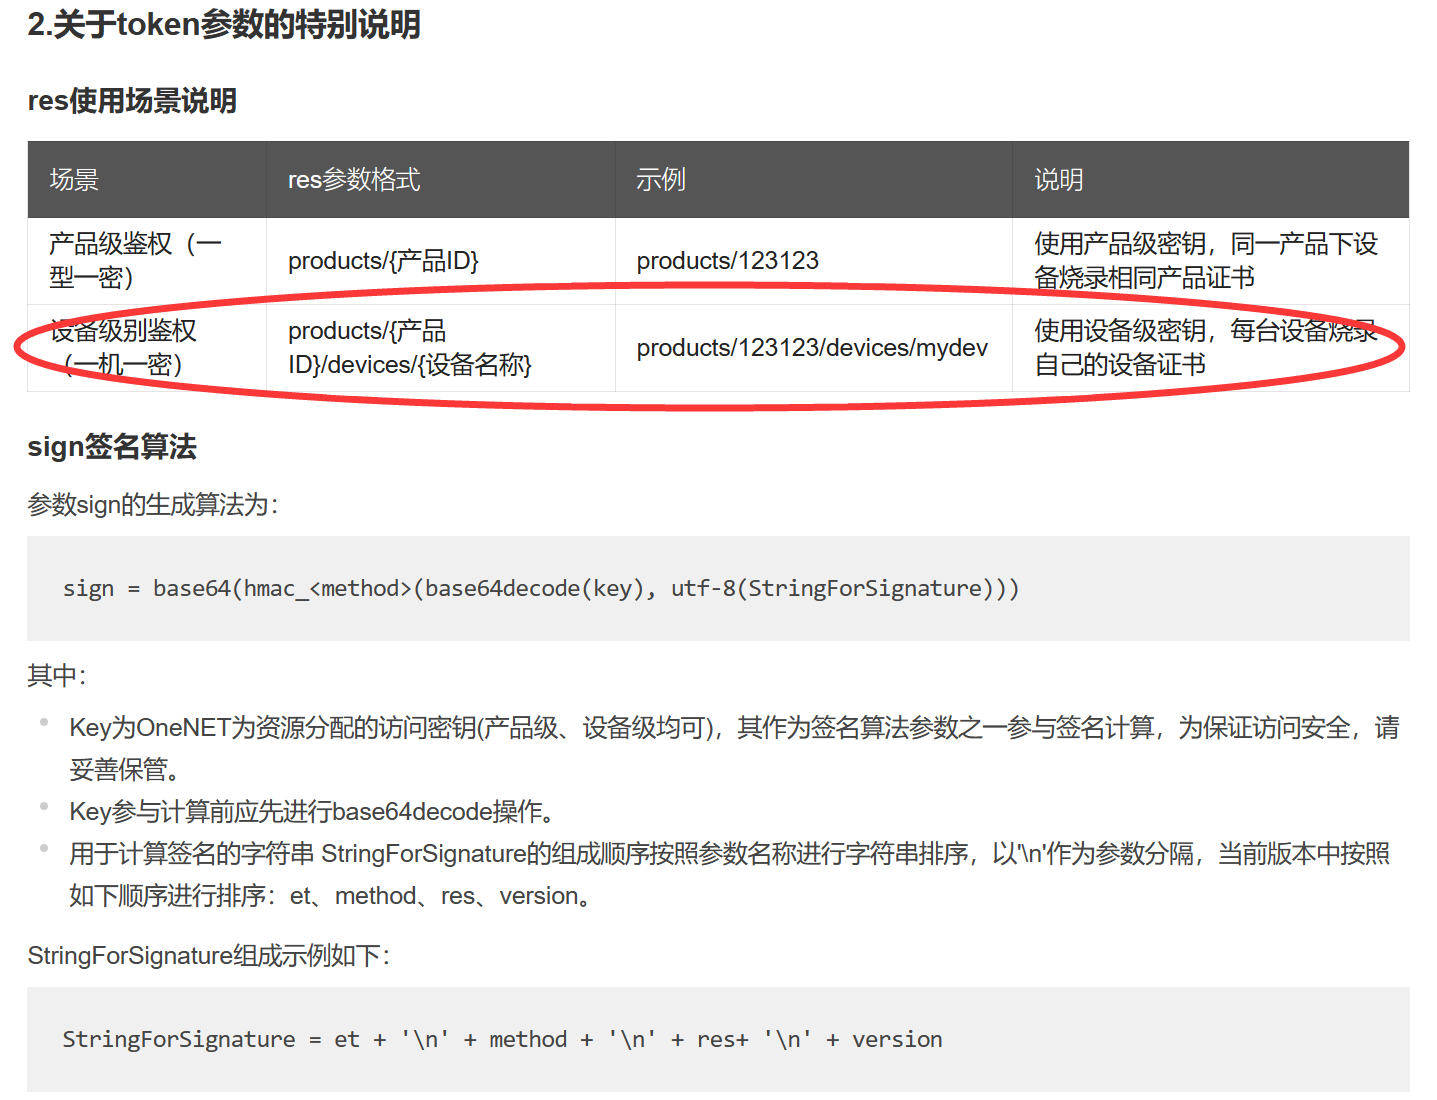 2.关于token参数的特别说明
res使用场景说明
场景 res参数格式 示例 说明
产品级鉴权（一型一密） products/{产品ID} products/123123 使用产品级密钥，同一产品下设备烧录相同产品证书
设备级别鉴权（一机一密） products/{产品ID}/devices/{设备名称} products/123123/devices/mydev 使用设备级密钥，每台设备烧录自己的设备证书
sign签名算法
参数sign的生成算法为：
sign = base64(hmac_<method>(base64decode(key), utf-8(StringForSignature)))
其中：
Key为OneNET为资源分配的访问密钥(产品级、设备级均可)，其作为签名算法参数之一参与签名计算，为保证访问安全，请
妥善保管。
Key参与计算前应先进行base64decode操作。
用于计算签名的字符串 StringForSignature的组成顺序按照参数名称进行字符串排序，以'\n'作为参数分隔，当前版本中按照
如下顺序进行排序：et、method、res、version。
StringForSignature组成示例如下：
StringForSignature = et + '\n' + method + '\n' + res+ '\n' + version